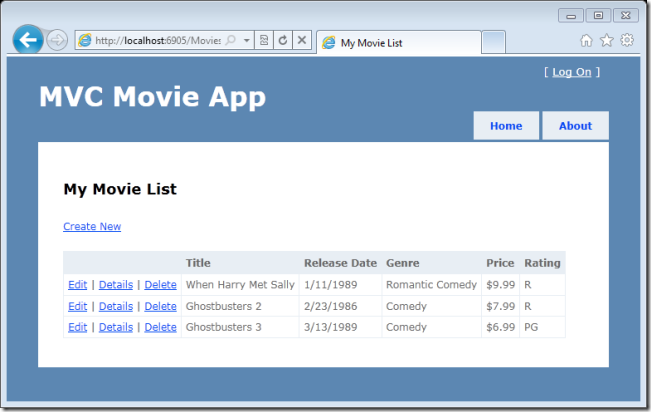 http://localhost:6905/Movies
My Movie List
[ Log On ]
MVC Movie App
Home About
My Movie List
Create New
Title Release Date Genre Price Rating
Edit | Details | Delete When Harry Met Sally 1/11/1989 Romantic Comedy $9.99 R
Edit | Details | Delete Ghostbusters 2 2/23/1986 Comedy $7.99 R
Edit | Details | Delete Ghostbusters 3 3/13/1989 Comedy $6.99 PG